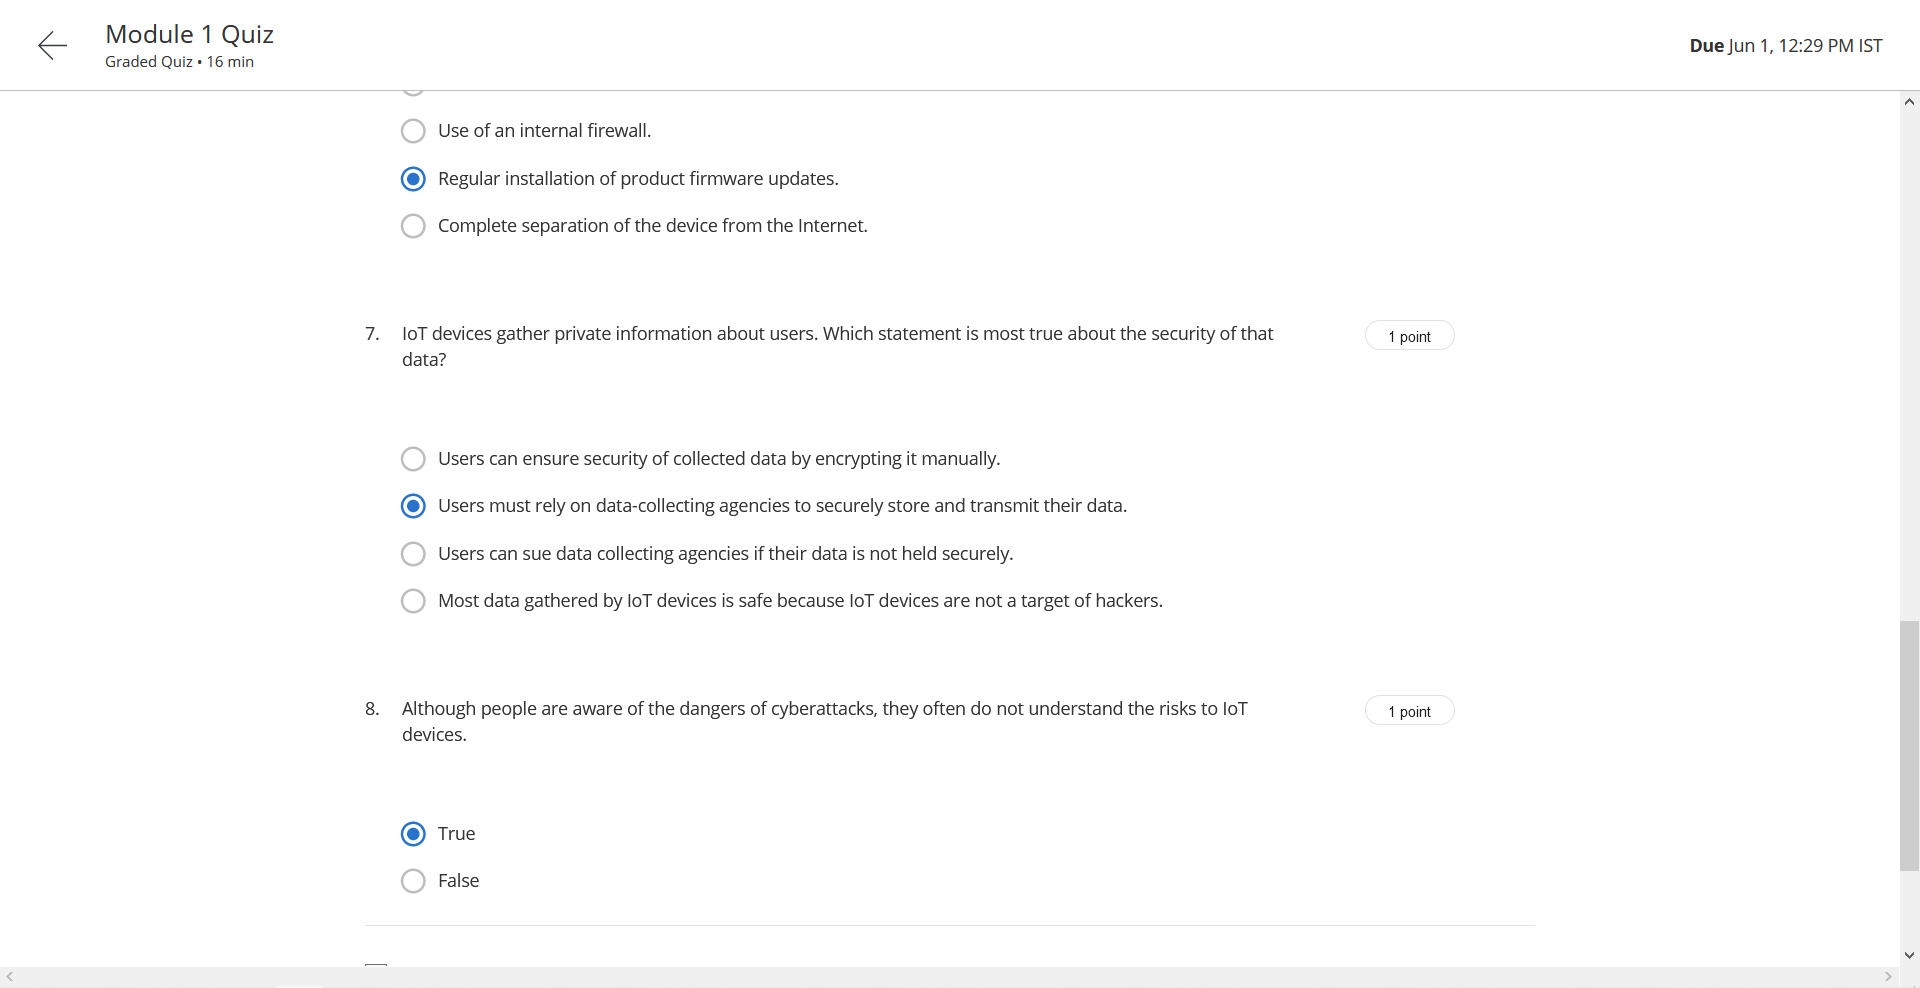 Module 1 Quiz
Graded Quiz • 16 min
Due Jun 1, 12:29 PM IST
Use of an internal firewall.
Regular installation of product firmware updates.
Complete separation of the device from the Internet.
7. IoT devices gather private information about users. Which statement is most true about the security of that
data?
1 point
Users can ensure security of collected data by encrypting it manually.
Users must rely on data-collecting agencies to securely store and transmit their data.
Users can sue data collecting agencies if their data is not held securely.
Most data gathered by IoT devices is safe because IoT devices are not a target of hackers.
8. Although people are aware of the dangers of cyberattacks, they often do not understand the risks to IoT
devices.
1 point
True
False